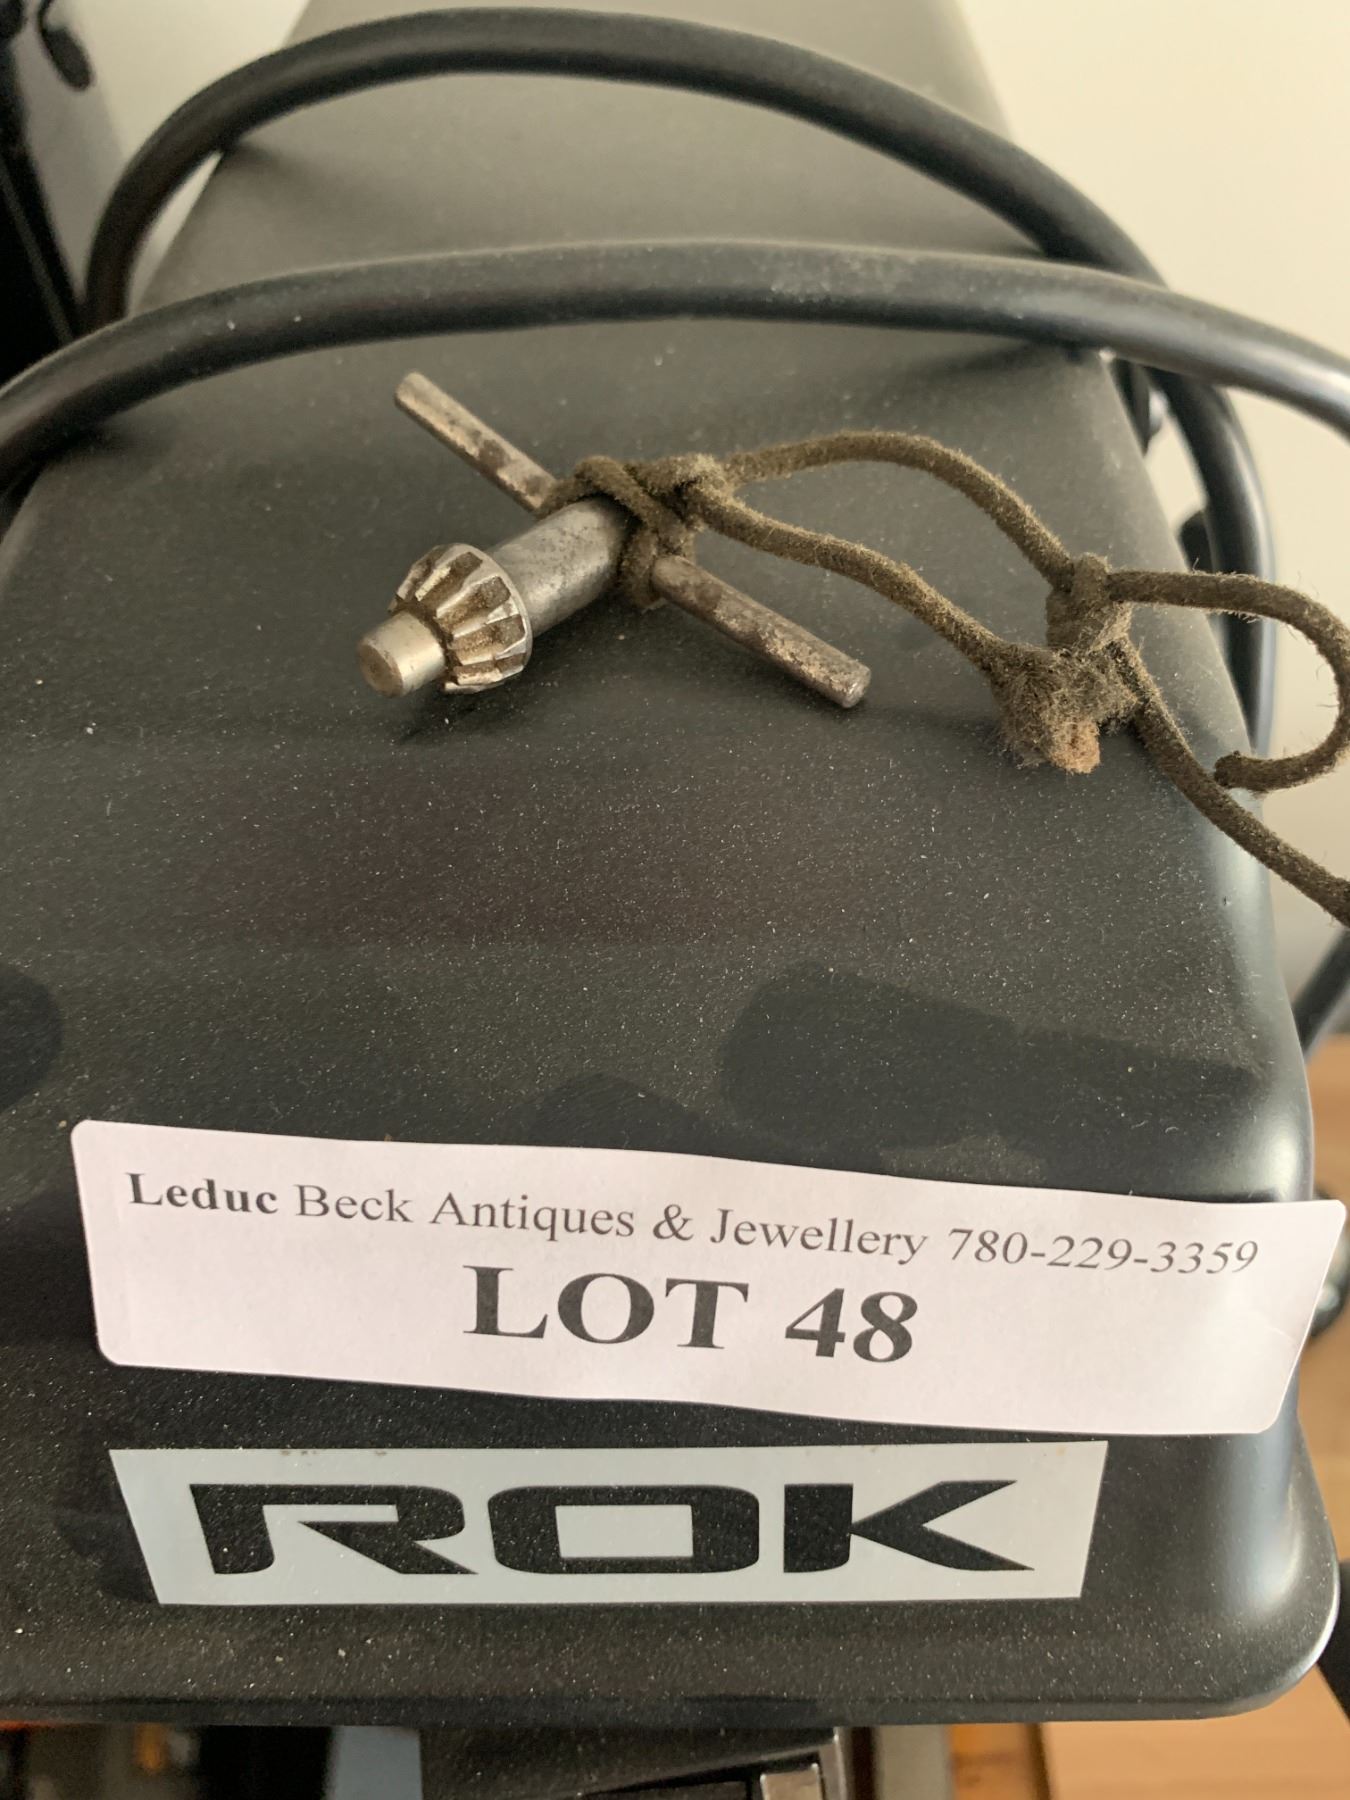 Leduc Beck Antiques & Jewellery 780-229-3359
LOT 48
ROK